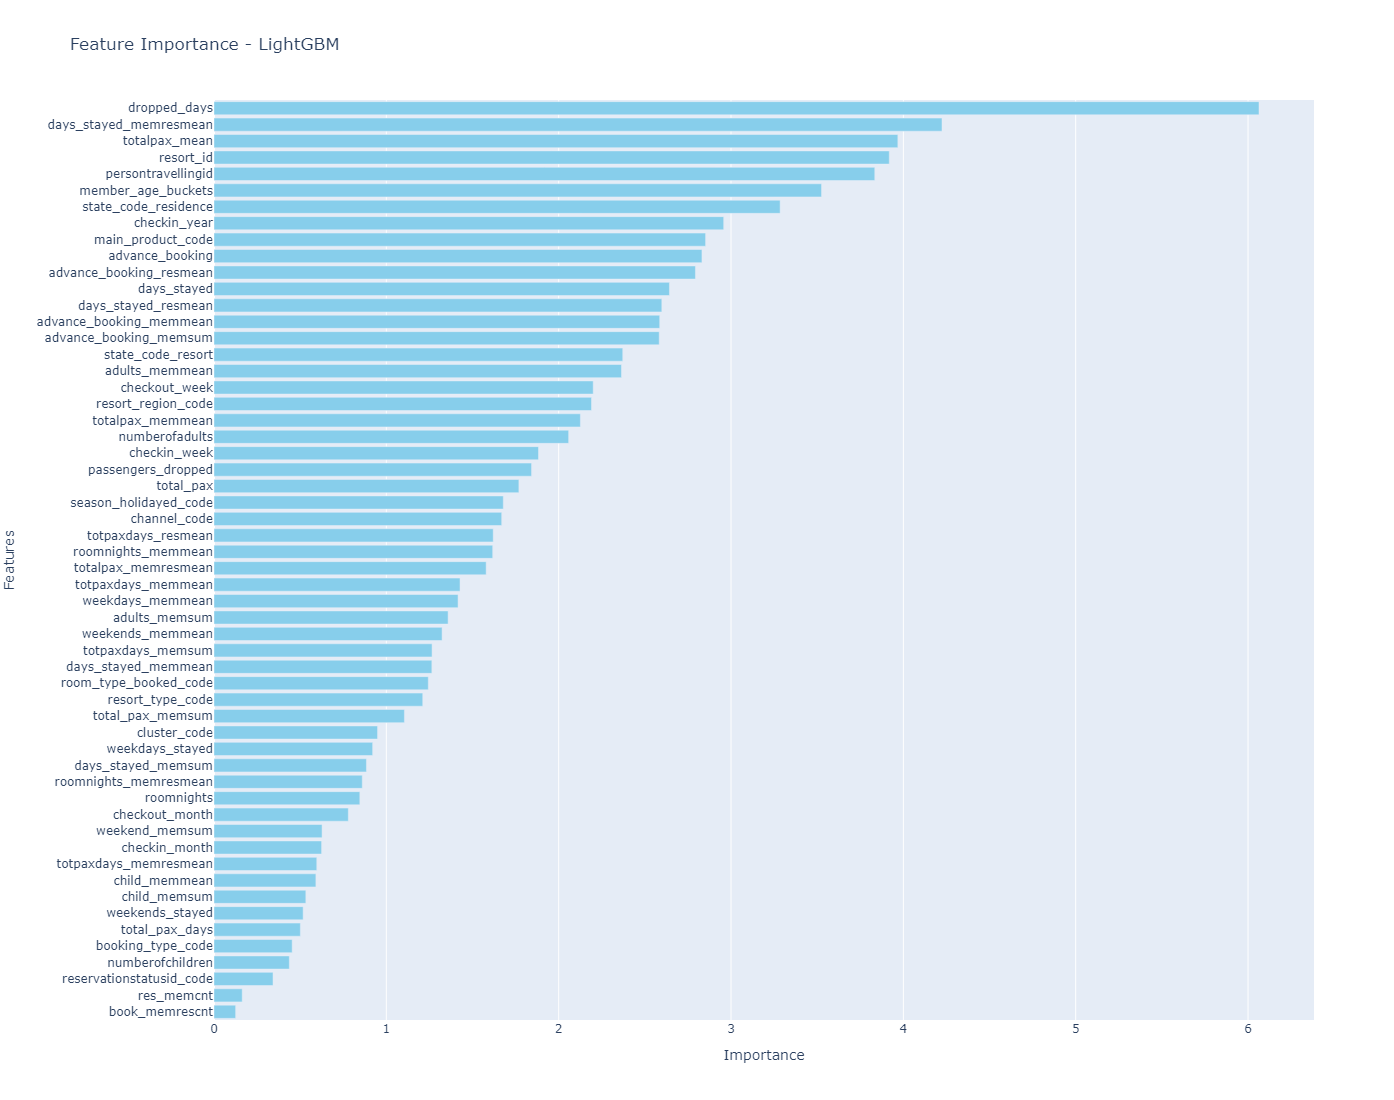 Feature Importance - LightGBM
dropped_days
days_stayed_memresmean
totalpax_mean
resort_id
persontravellingid
member_age_buckets
state_code_residence
checkin_year
main_product_code
advance_booking
advance_booking_resmean
days_stayed
days_stayed_resmean
advance_booking_memmean
advance_booking_memsum
state_code_resort
adults_memmean
checkout_week
resort_region_code
totalpax_memmean
numberofadults
checkin_week
passengers_dropped
total_pax
season_holidayed_code
channel_code
totpaxdays_resmean
roomnights_memmean
totalpax_memresmean
totpaxdays_memmean
weekdays_memmean
adults_memsum
weekends_memmean
totpaxdays_memsum
days_stayed_memmean
room_type_booked_code
resort_type_code
total_pax_memsum
cluster_code
weekdays_stayed
days_stayed_memsum
roomnights_memresmean
roomnights
checkout_month
weekend_memsum
checkin_month
totpaxdays_memresmean
child_memmean
child_memsum
weekends_stayed
total_pax_days
booking_type_code
numberofchildren
reservationstatusid_code
res_memcnt
book_memrescnt
Features
0 1 2 3 4 5 6
Importance